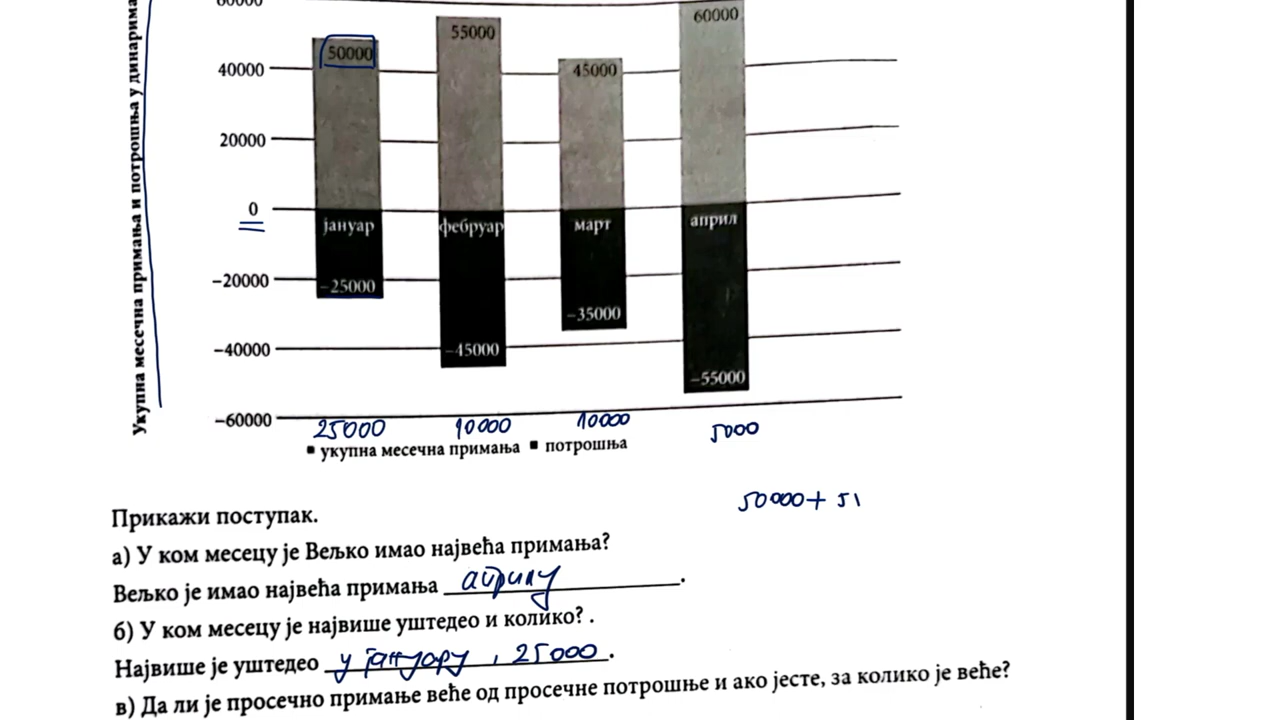 60000
Укупна месечна примања и потрошња у динарима
50000
55000
60000
45000
40000
20000
0
јануар
фебруар
март
април
−20000
−25000
−35000
−40000
−45000
−55000
−60000
25000
10000
10000
5000
▪ укупна месечна примања ▪ потрошња
50000+
Прикажи поступак.
а) У ком месецу је Вељко имао највећа примања?
Вељко је имао највећа примања априлу.
б) У ком месецу је највише уштедео и колико? .
Највише је уштедео у јануару, 25000.
в) Да ли је просечно примање веће од просечне потрошње и ако јесте, за колико је веће?